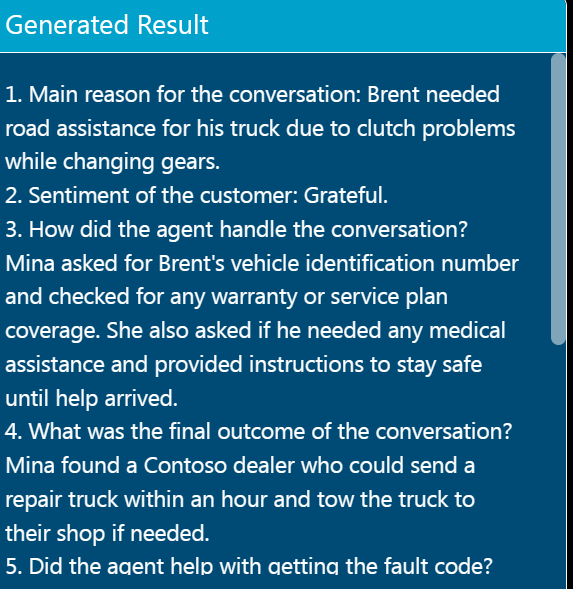 Generated Result
1. Main reason for the conversation: Brent needed
road assistance for his truck due to clutch problems
while changing gears.
2. Sentiment of the customer: Grateful.
3. How did the agent handle the conversation?
Mina asked for Brent's vehicle identification number
and checked for any warranty or service plan
coverage. She also asked if he needed any medical
assistance and provided instructions to stay safe
until help arrived.
4. What was the final outcome of the conversation?
Mina found a Contoso dealer who could send a
repair truck within an hour and tow the truck to
their shop if needed.
5. Did the agent help with getting the fault code?